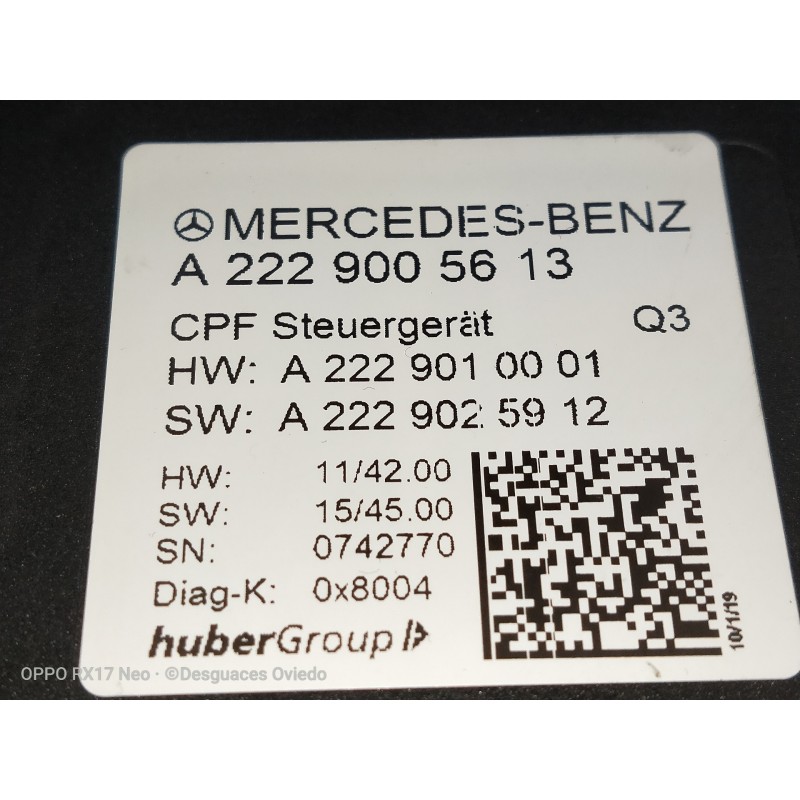 MERCEDES-BENZ
A 222 900 56 13
CPF Steuergerät Q3
HW: A 222 901 00 01
SW: A 222 902 59 12
HW: 11/42.00
SW: 15/45.00
SN: 0742770
Diag-K: 0x8004
10/1/19
huberGroup
OPPO RX17 Neo · ©Desguaces Oviedo